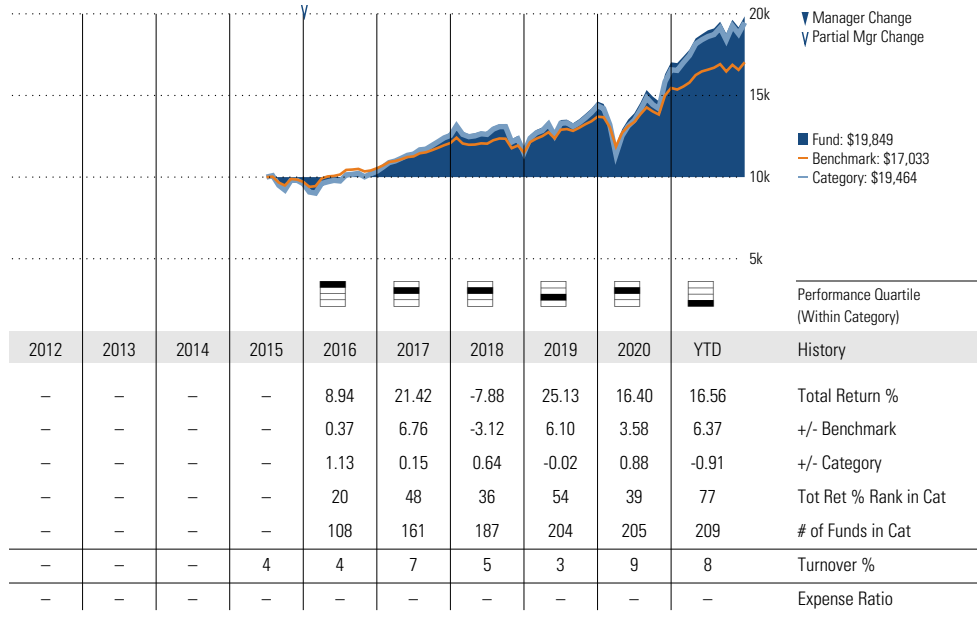 20k
15k
10k
5k
Manager Change
Partial Mgr Change
Fund: $19,849
Benchmark: $17,033
Category: $19,464
Performance Quartile
(Within Category)
2012 2013 2014 2015 2016 2017 2018 2019 2020 YTD History
– – – – 8.94 21.42 -7.88 25.13 16.40 16.56 Total Return %
– – – – 0.37 6.76 -3.12 6.10 3.58 6.37 +/- Benchmark
– – – – 1.13 0.15 0.64 -0.02 0.88 -0.91 +/- Category
– – – – 20 48 36 54 39 77 Tot Ret % Rank in Cat
– – – – 108 161 187 204 205 209 # of Funds in Cat
– – – 4 4 7 5 3 9 8 Turnover %
– – – – – – – – – – Expense Ratio